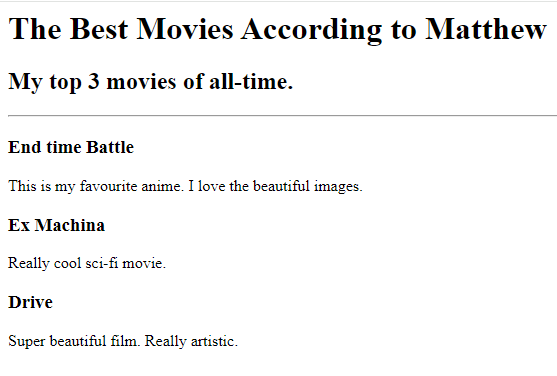 The Best Movies According to Matthew
My top 3 movies of all-time.
End time Battle
This is my favourite anime. I love the beautiful images.
Ex Machina
Really cool sci-fi movie.
Drive
Super beautiful film. Really artistic.